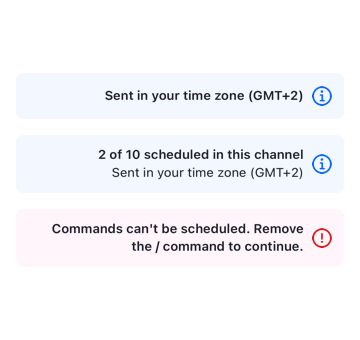 Sent in your time zone (GMT+2)
2 of 10 scheduled in this channel
Sent in your time zone (GMT+2)
Commands can't be scheduled. Remove
the / command to continue.